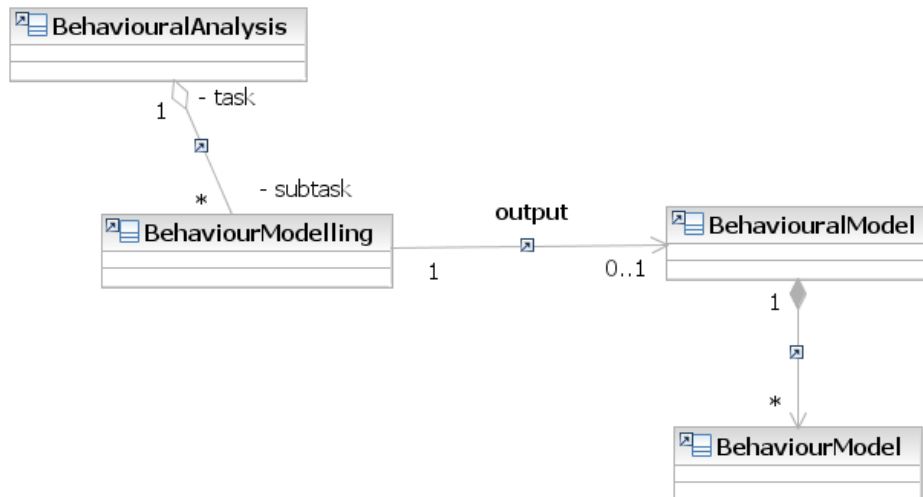 BehaviouralAnalysis
1
- task
*
- subtask
BehaviourModelling
output
1
0..1
BehaviouralModel
1
*
BehaviourModel